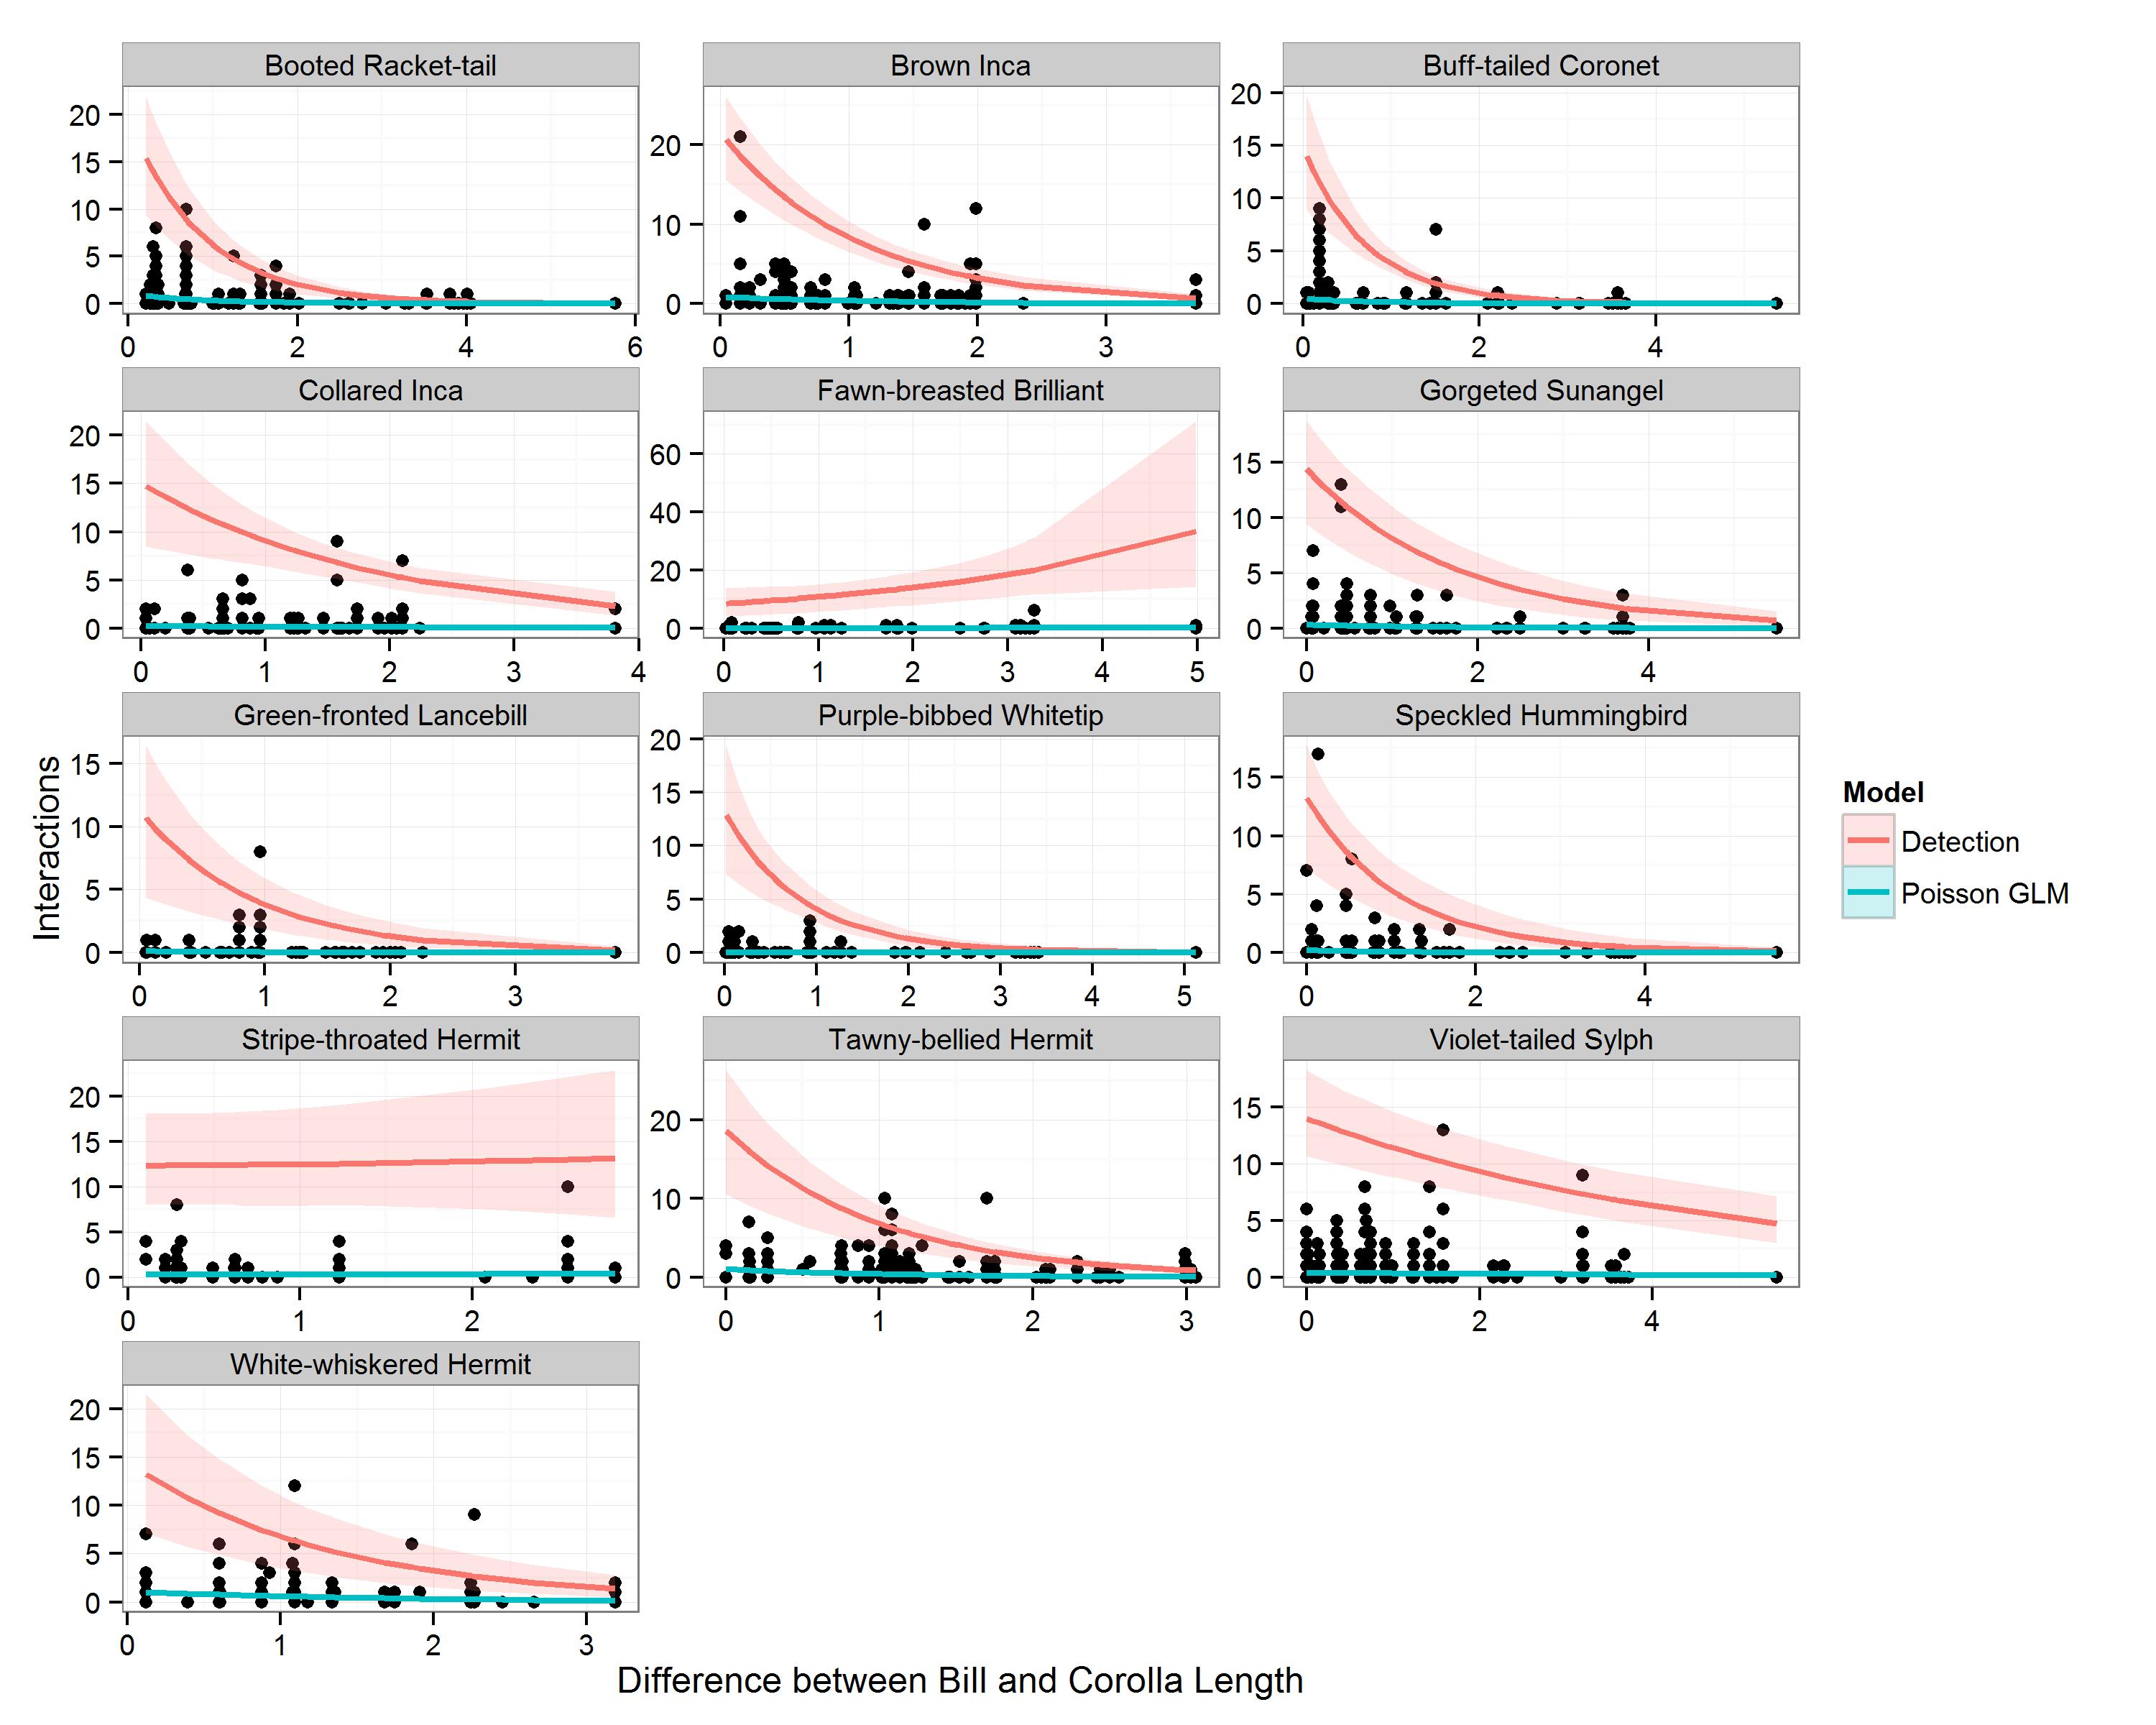 Booted Racket-tail
Brown Inca
Buff-tailed Coronet
20
15
10
5
0
0 2 4 6
20
10
0
0 1 2 3
20
15
10
5
0
0 2 4
Collared Inca
Fawn-breasted Brilliant
Gorgeted Sunangel
20
15
10
5
0
0 1 2 3 4
60
40
20
0
0 1 2 3 4 5
15
10
5
0
0 2 4
Green-fronted Lancebill
Purple-bibbed Whitetip
Speckled Hummingbird
15
10
5
0
0 1 2 3
20
15
10
5
0
0 1 2 3 4 5
15
10
5
0
0 2 4
Stripe-throated Hermit
Tawny-bellied Hermit
Violet-tailed Sylph
20
15
10
5
0
0 1 2
20
10
0
0 1 2 3
15
10
5
0
0 2 4
White-whiskered Hermit
20
15
10
5
0
0 1 2 3
Interactions
Difference between Bill and Corolla Length
Model
Detection
Poisson GLM